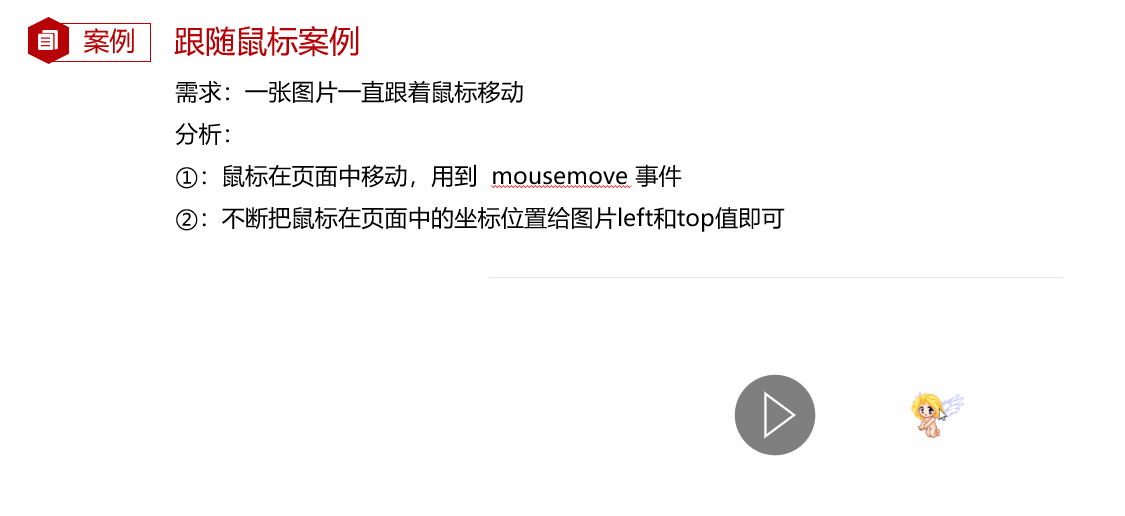 案例 跟随鼠标案例
需求：一张图片一直跟着鼠标移动
分析：
①：鼠标在页面中移动，用到 mousemove 事件
②：不断把鼠标在页面中的坐标位置给图片left和top值即可